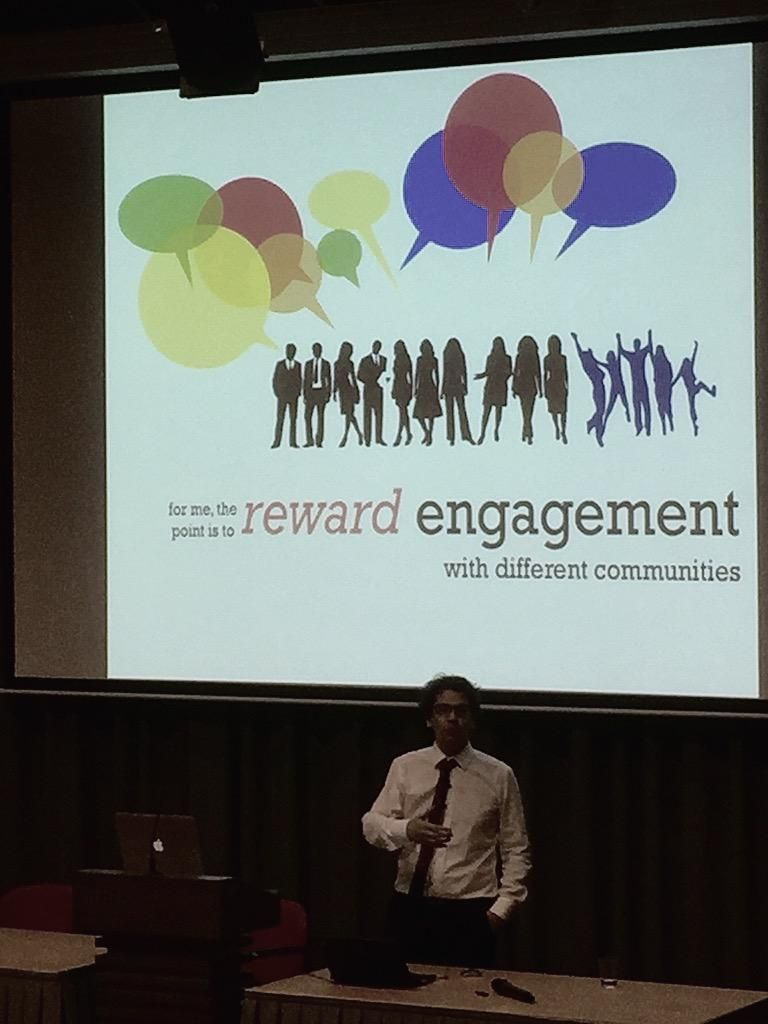 for me, the
point is to reward engagement
with different communities